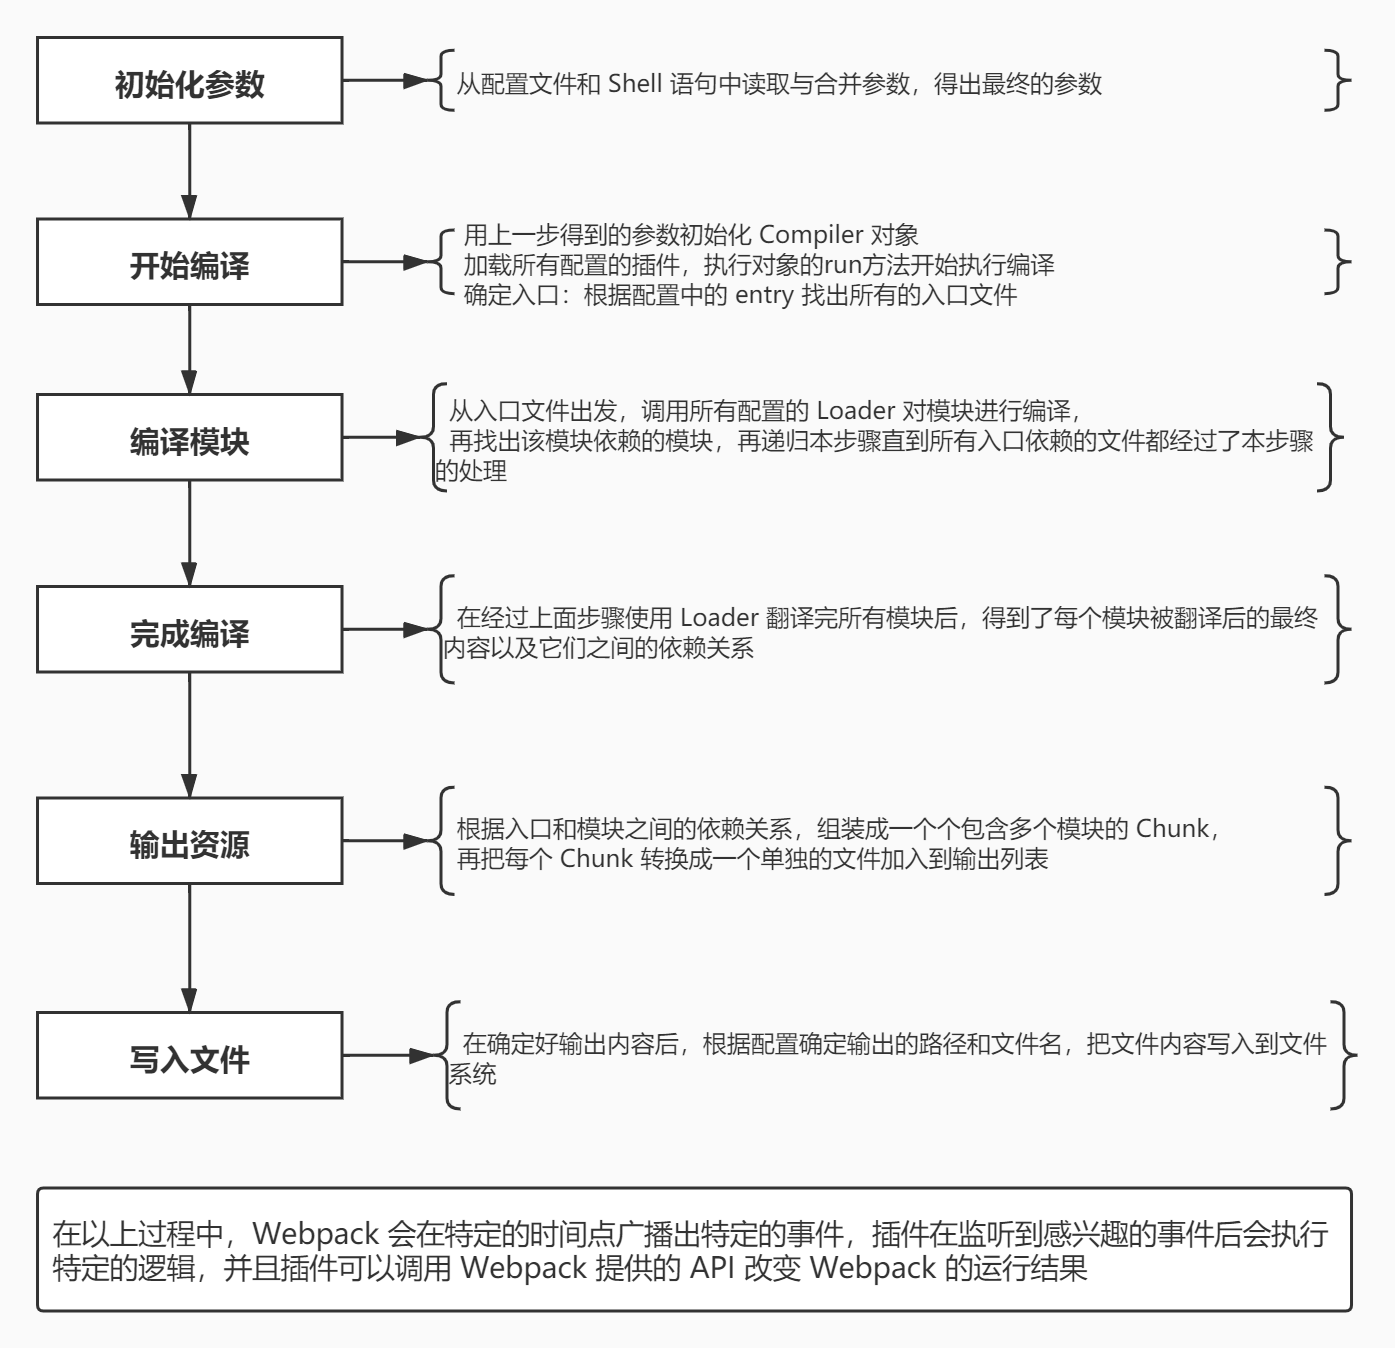 初始化参数
从配置文件和 Shell 语句中读取与合并参数，得出最终的参数
开始编译
用上一步得到的参数初始化 Compiler 对象
加载所有配置的插件，执行对象的run方法开始执行编译
确定入口：根据配置中的 entry 找出所有的入口文件
编译模块
从入口文件出发，调用所有配置的 Loader 对模块进行编译，
再找出该模块依赖的模块，再递归本步骤直到所有入口依赖的文件都经过了本步骤
的处理
完成编译
在经过上面步骤使用 Loader 翻译完所有模块后，得到了每个模块被翻译后的最终
内容以及它们之间的依赖关系
输出资源
根据入口和模块之间的依赖关系，组装成一个个包含多个模块的 Chunk，
再把每个 Chunk 转换成一个单独的文件加入到输出列表
写入文件
在确定好输出内容后，根据配置确定输出的路径和文件名，把文件内容写入到文件
系统
在以上过程中，Webpack 会在特定的时间点广播出特定的事件，插件在监听到感兴趣的事件后会执行
特定的逻辑，并且插件可以调用 Webpack 提供的 API 改变 Webpack 的运行结果